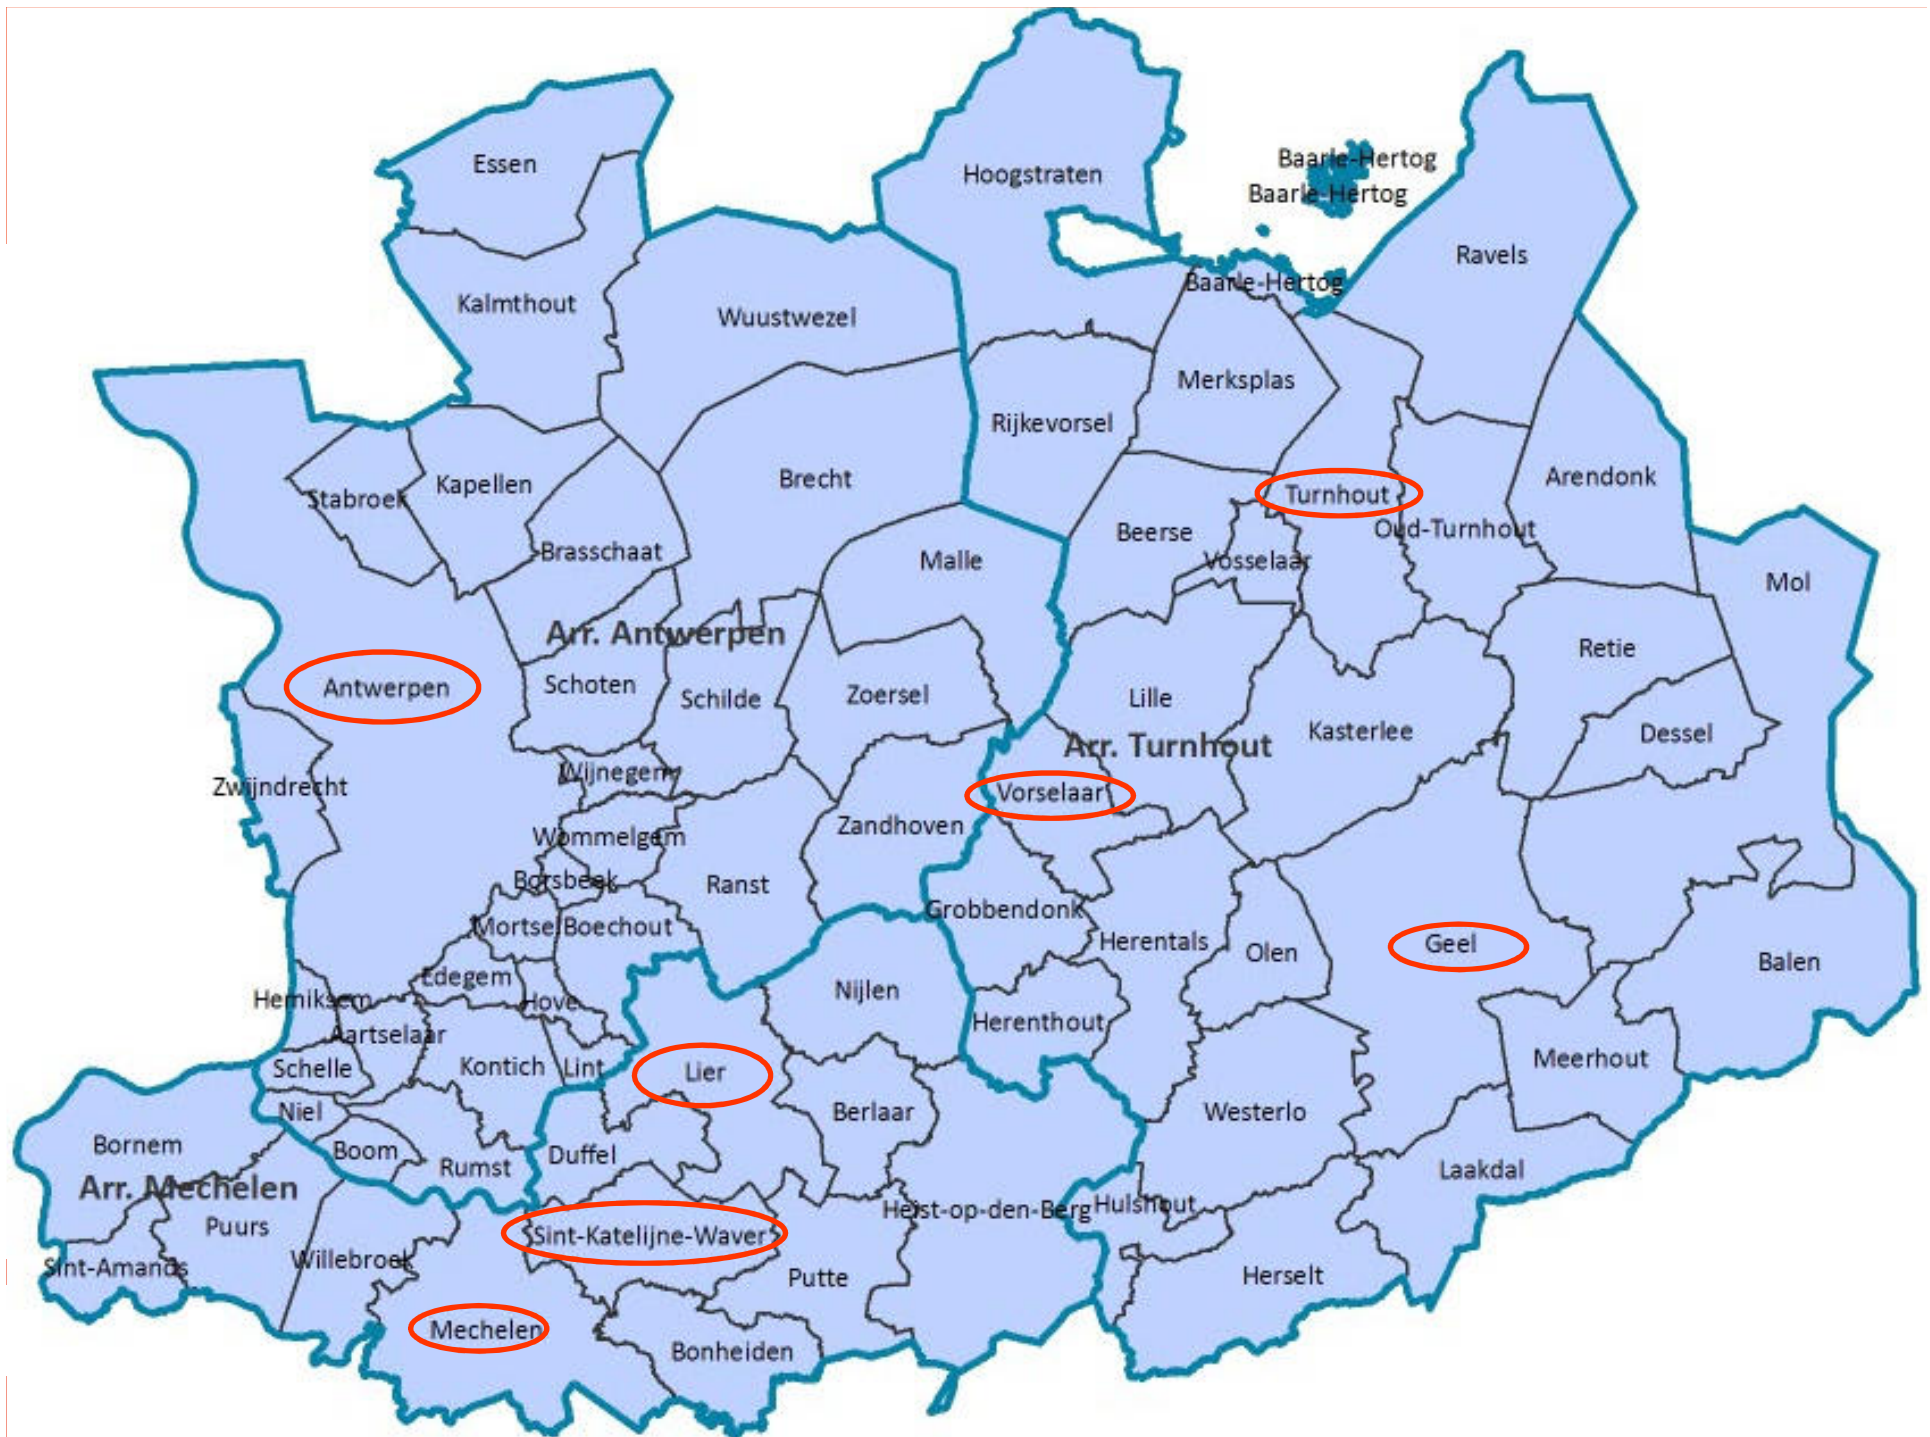 Essen
Hoogstraten
Baarle-Hertog
Baarle-Hertog
Ravels
Baarle-Hertog
Kalmthout
Wuustwezel
Merksplas
Rijkevorsel
Brecht
Kapellen
Stabroek
Turnhout
Arendonk
Oud-Turnhout
Beerse
Brasschaat
Malle
Vosselaar
Mol
Arr. Antwerpen
Retie
Antwerpen
Schoten
Schilde
Zoersel
Lille
Kasterlee
Dessel
Arr. Turnhout
Wijnegem
Zwijndrecht
Vorselaar
Wommelgem
Zandhoven
Borsbeek
Ranst
Grobbendonk
Mortsel
Boechout
Herentals
Olen
Geel
Balen
Edegem
Nijlen
Hemiksem
Hove
Herenthout
Aartselaar
Schelle
Kontich
Lint
Lier
Meerhout
Niel
Berlaar
Westerlo
Bornem
Boom
Duffel
Rumst
Laakdal
Arr. Mechelen
Puurs
Heist-op-den-Berg
Hulshout
Sint-Katelijne-Waver
Willebroek
Sint-Amands
Putte
Herselt
Mechelen
Bonheiden